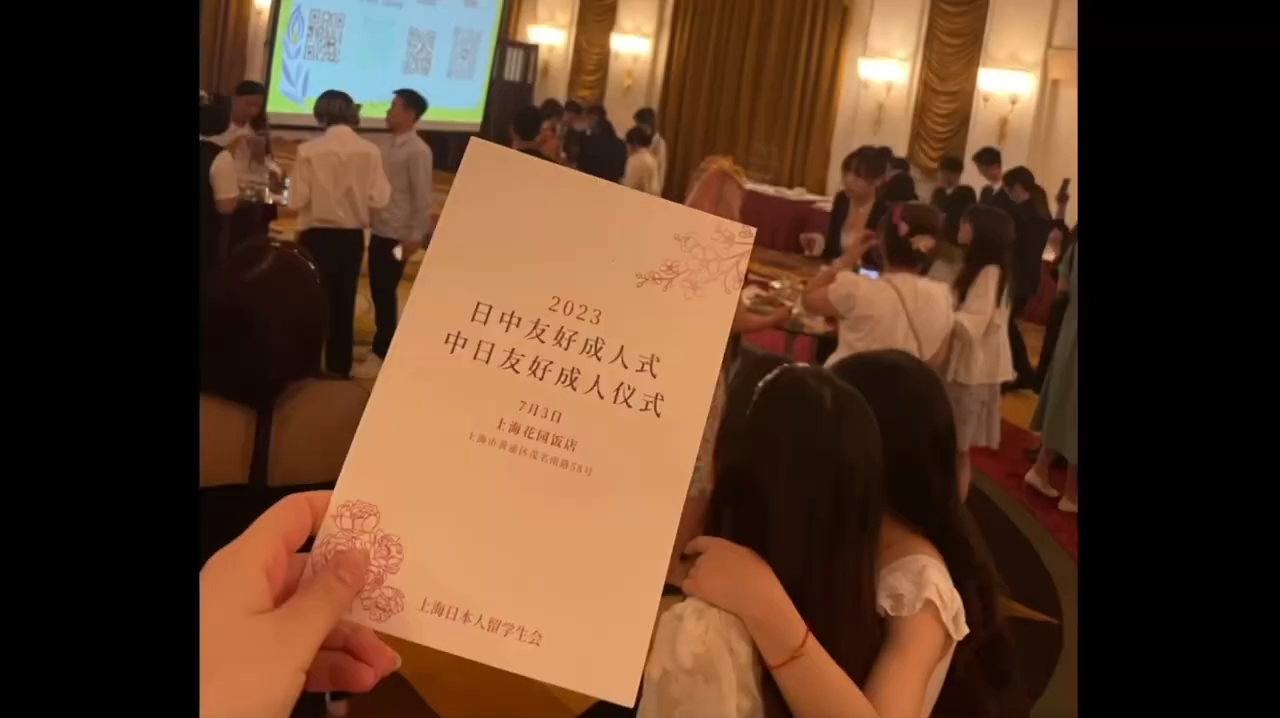 2023
日中友好成人式
中日友好成人仪式
7月3日
上海花园饭店
上海市黄浦区茂名南路58号
上海日本人留学生会